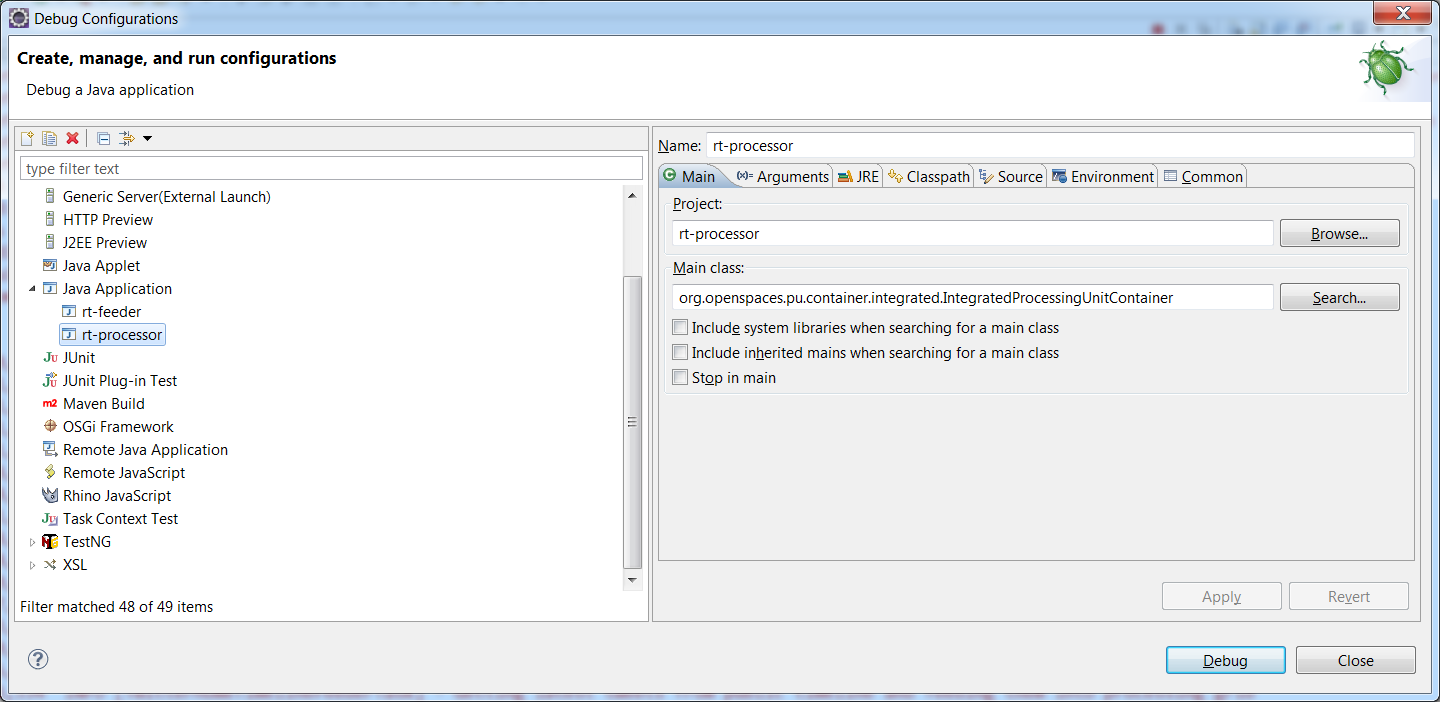 Debug Configurations
Create, manage, and run configurations
Debug a Java application
type filter text
Generic Server(External Launch)
HTTP Preview
J2EE Preview
Java Applet
Java Application
rt-feeder
rt-processor
JUnit
JUnit Plug-in Test
Maven Build
OSGi Framework
Remote Java Application
Remote JavaScript
Rhino JavaScript
Task Context Test
TestNG
XSL
Filter matched 48 of 49 items
Name: rt-processor
Main (x)= Arguments JRE Classpath Source Environment Common
Project:
rt-processor Browse...
Main class:
org.openspaces.pu.container.integrated.IntegratedProcessingUnitContainer Search...
Include system libraries when searching for a main class
Include inherited mains when searching for a main class
Stop in main
Apply Revert
Debug Close